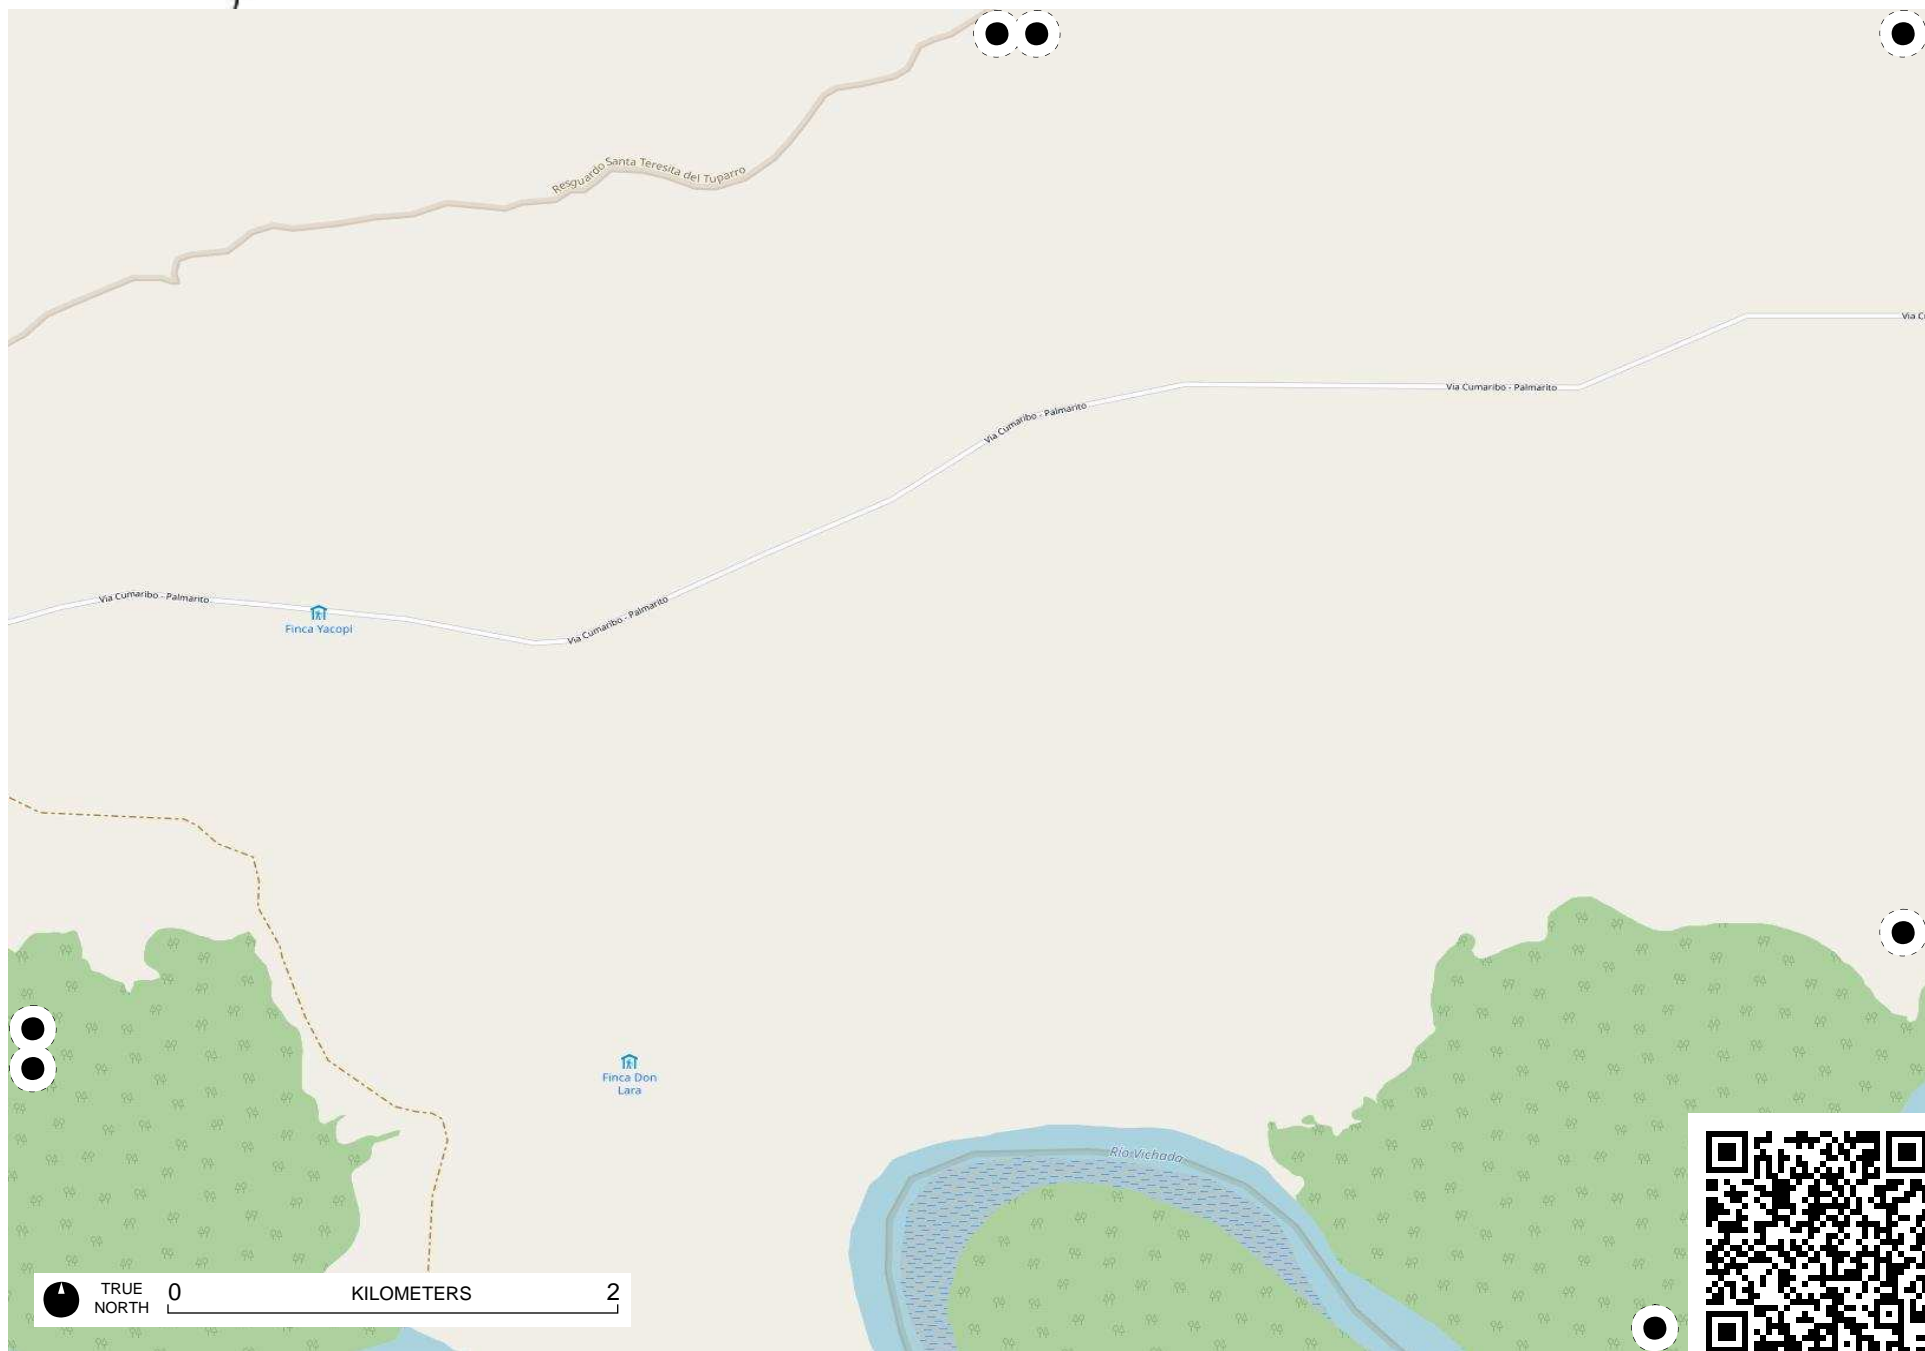 Resguardo Santa Teresita del Tuparro
Via C
Via Cumaribo - Palmarito
Via Cumaribo - Palmarito
Via Cumaribo - Palmarito
Via Cumaribo - Palmarito
Finca Yacopi
Finca Don
Lara
Río Vichada
TRUE
NORTH
0
KILOMETERS
2